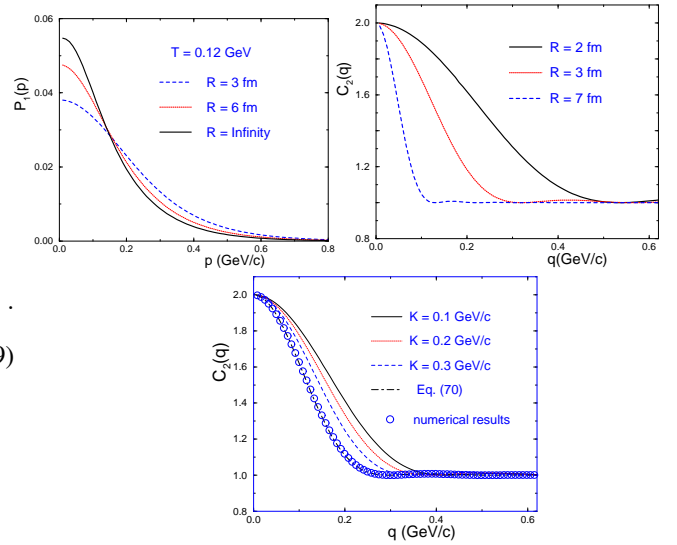 0.06
0.04
0.02
0.00
P₁(p)
T = 0.12 GeV
R = 3 fm
R = 6 fm
R = Infinity
0.0 0.2 0.4 0.6 0.8
p (GeV/c)
2.0
1.6
1.2
0.8
C₂(q)
R = 2 fm
R = 3 fm
R = 7 fm
0.0 0.2 0.4 0.6
q(GeV/c)
.
9)
2.0
1.8
1.6
1.4
1.2
1.0
0.8
C₂(q)
K = 0.1 GeV/c
K = 0.2 GeV/c
K = 0.3 GeV/c
Eq. (70)
numerical results
0.0 0.2 0.4 0.6
q (GeV/c)